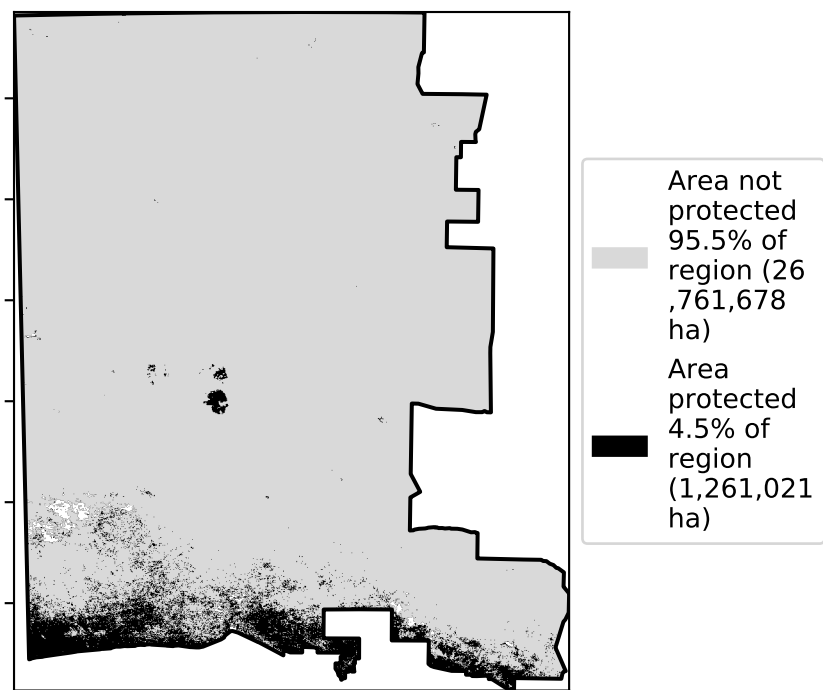 Area not
protected
95.5% of
region (26
,761,678
ha)
Area
protected
4.5% of
region
(1,261,021
ha)